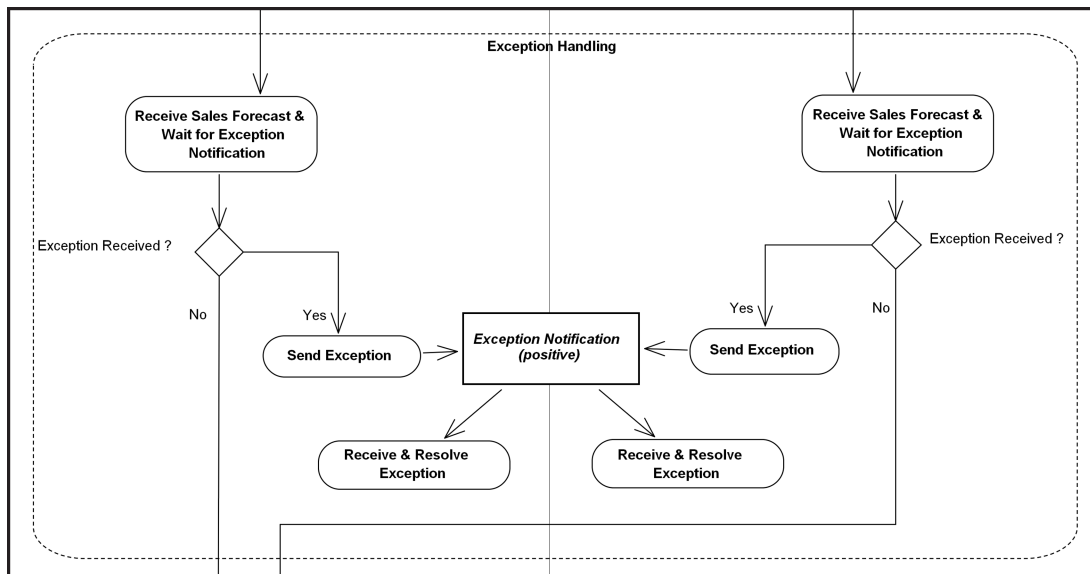 Exception Handling
Receive Sales Forecast &
Wait for Exception
Notification
Receive Sales Forecast &
Wait for Exception
Notification
Exception Received ?
Exception Received ?
No
Yes
Yes
No
Send Exception
Exception Notification
(positive)
Send Exception
Receive & Resolve
Exception
Receive & Resolve
Exception